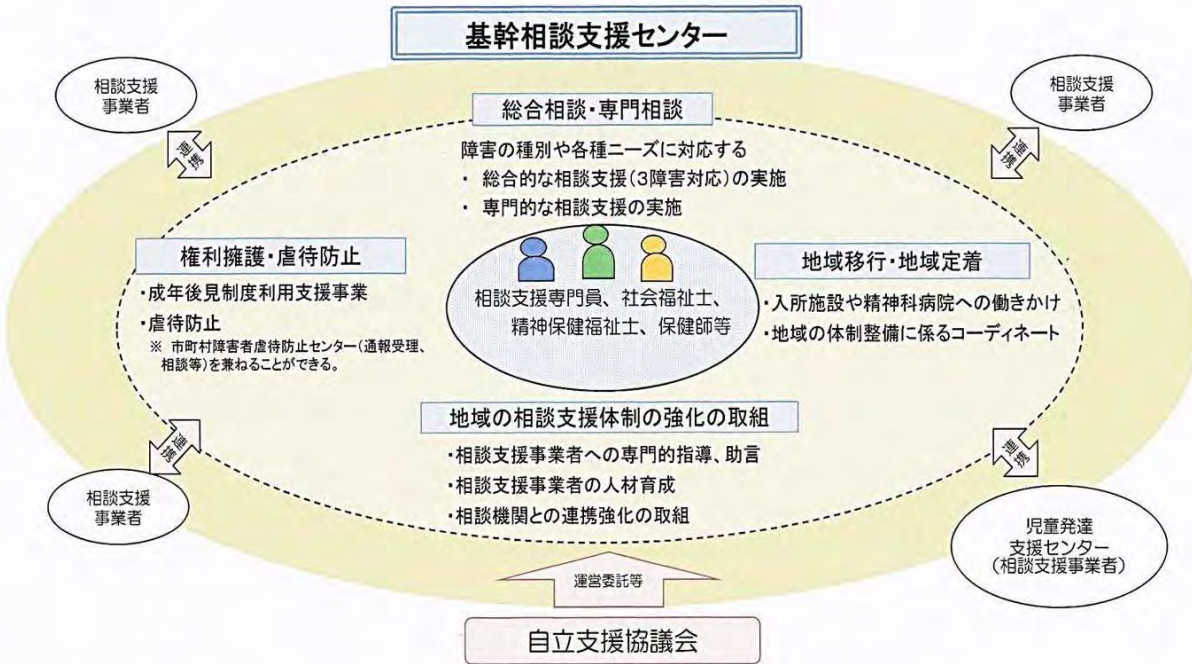 基幹相談支援センター
相談支援
事業者
相談支援
事業者
連携
連携
総合相談・専門相談
障害の種別や各種ニーズに対応する
・ 総合的な相談支援(3障害対応)の実施
・ 専門的な相談支援の実施
権利擁護・虐待防止
・成年後見制度利用支援事業
・虐待防止
※ 市町村障害者虐待防止センター(通報受理、
相談等)を兼ねることができる。
相談支援専門員、社会福祉士、
精神保健福祉士、保健師等
地域移行・地域定着
・入所施設や精神科病院への働きかけ
・地域の体制整備に係るコーディネート
地域の相談支援体制の強化の取組
・相談支援事業者への専門的指導、助言
・相談支援事業者の人材育成
・相談機関との連携強化の取組
連携
連携
相談支援
事業者
児童発達
支援センター
(相談支援事業者)
運営委託等
自立支援協議会